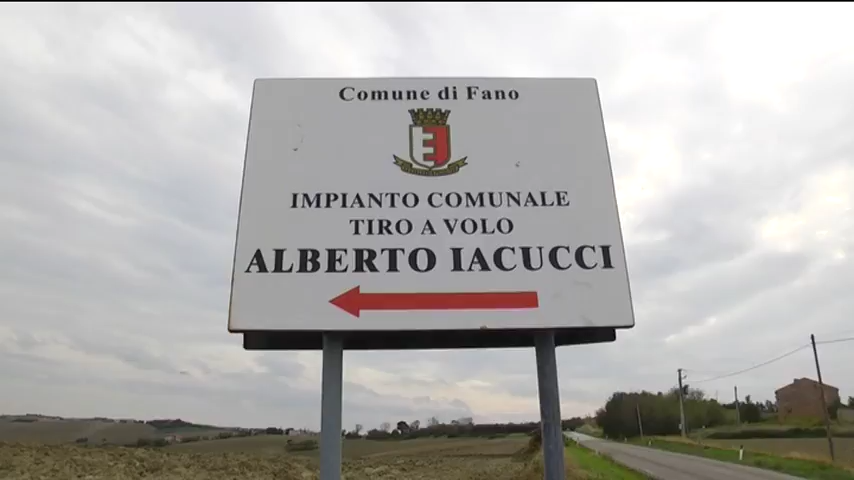 Comune di Fano
IMPIANTO COMUNALE
TIRO A VOLO
ALBERTO IACUCCI